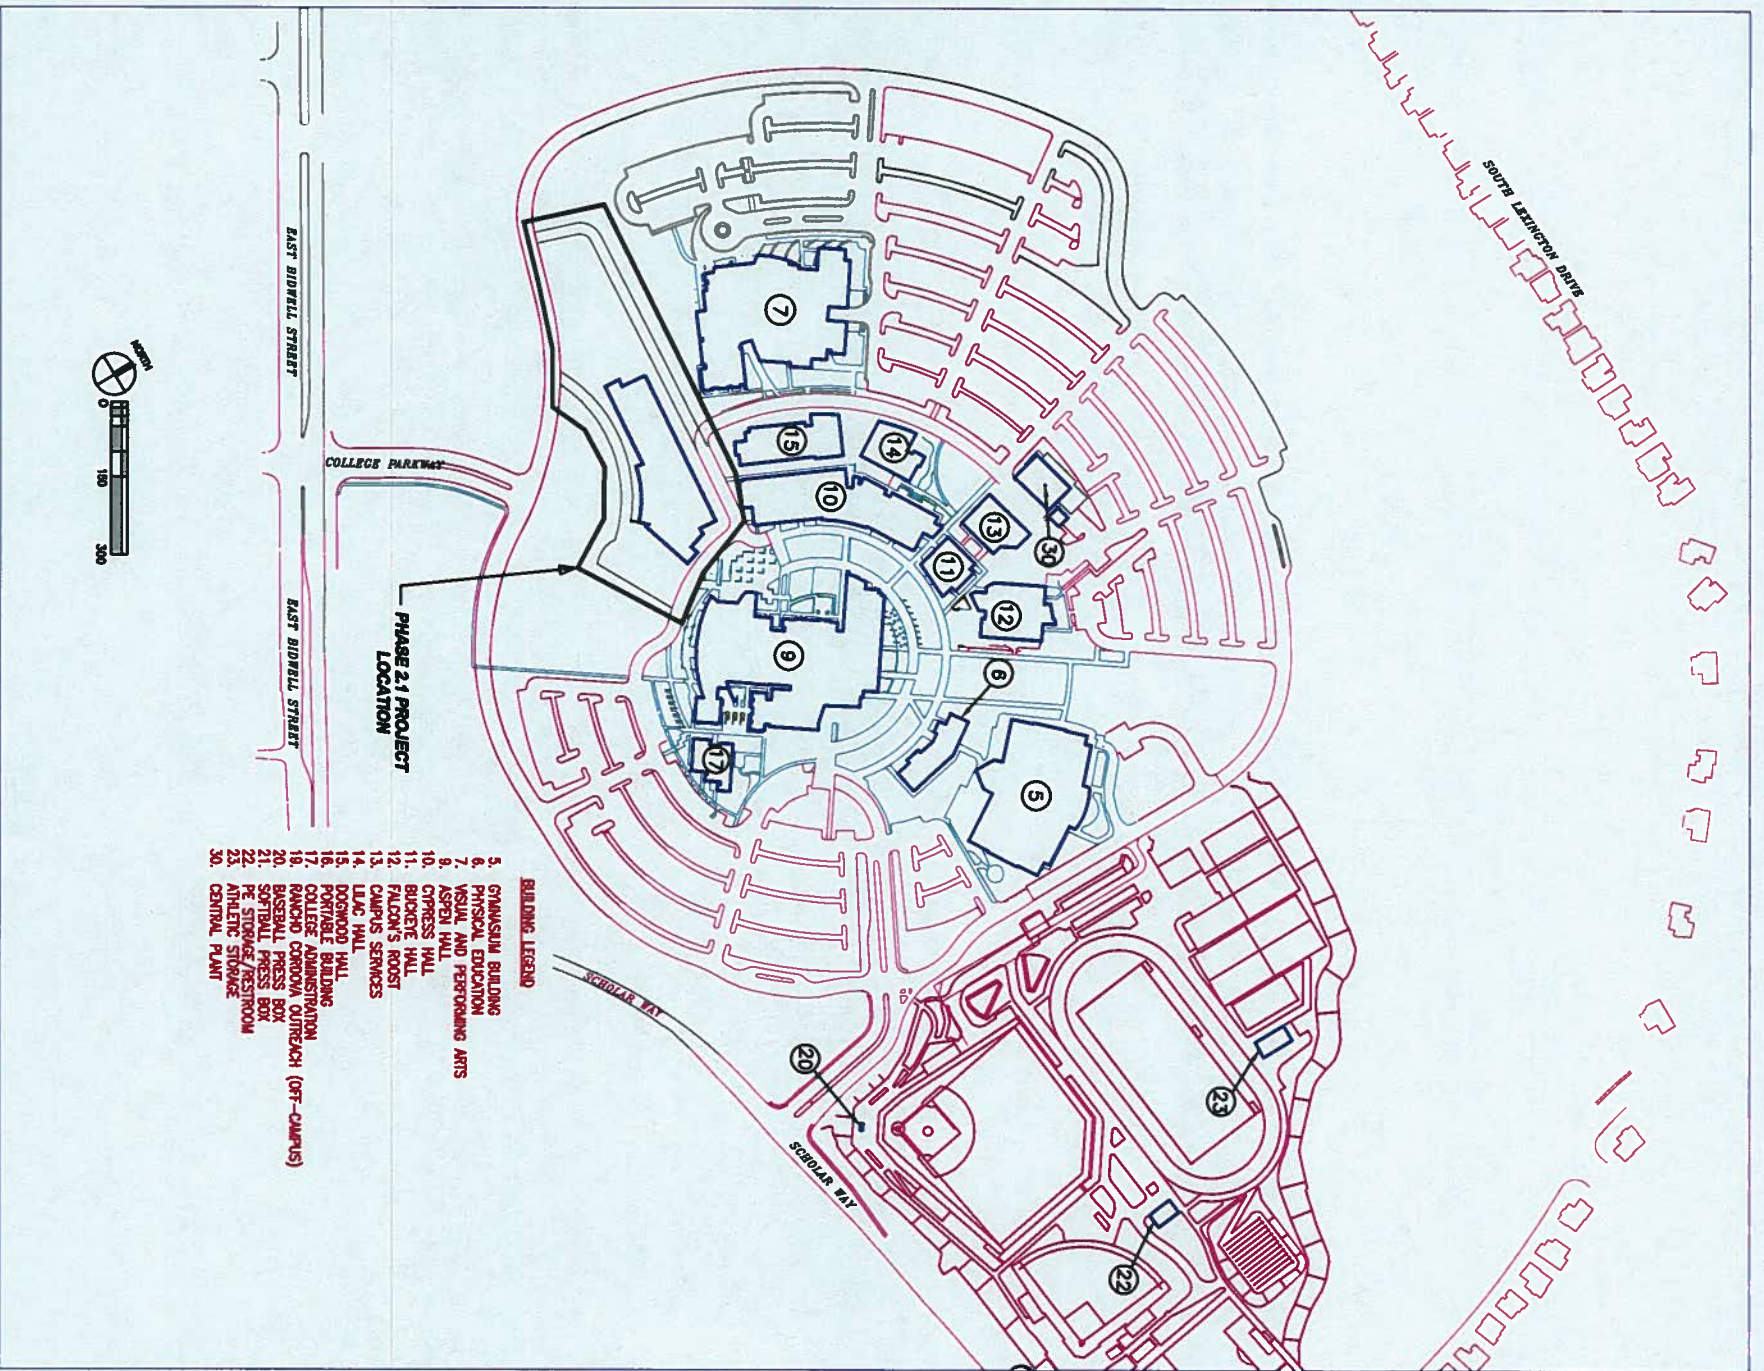 SOUTH LEXINGTON DRIVE
EAST BIDWELL STREET
EAST BIDWELL STREET
COLLEGE PARKWAY
NORTH
0 150 300
PHASE 2.1 PROJECT
LOCATION
7
15
14
10
13
30
11
12
9
6
5
17
20
23
22
SCHOLAR WAY
SCHOLAR WAY
BUILDING LEGEND
5. GYMNASIUM BUILDING
6. PHYSICAL EDUCATION
7. VISUAL AND PERFORMING ARTS
9. ASPEN HALL
10. CYPRESS HALL
11. BUCKEYE HALL
12. FALCON'S ROOST
13. CAMPUS SERVICES
14. LILAC HALL
15. DOGWOOD HALL
16. PORTABLE BUILDING
17. COLLEGE ADMINISTRATION
19. RANCHO CORDOVA OUTREACH (OFF-CAMPUS)
20. BASEBALL PRESS BOX
21. SOFTBALL PRESS BOX
22. PE STORAGE/RESTROOM
23. ATHLETIC STORAGE
30. CENTRAL PLANT